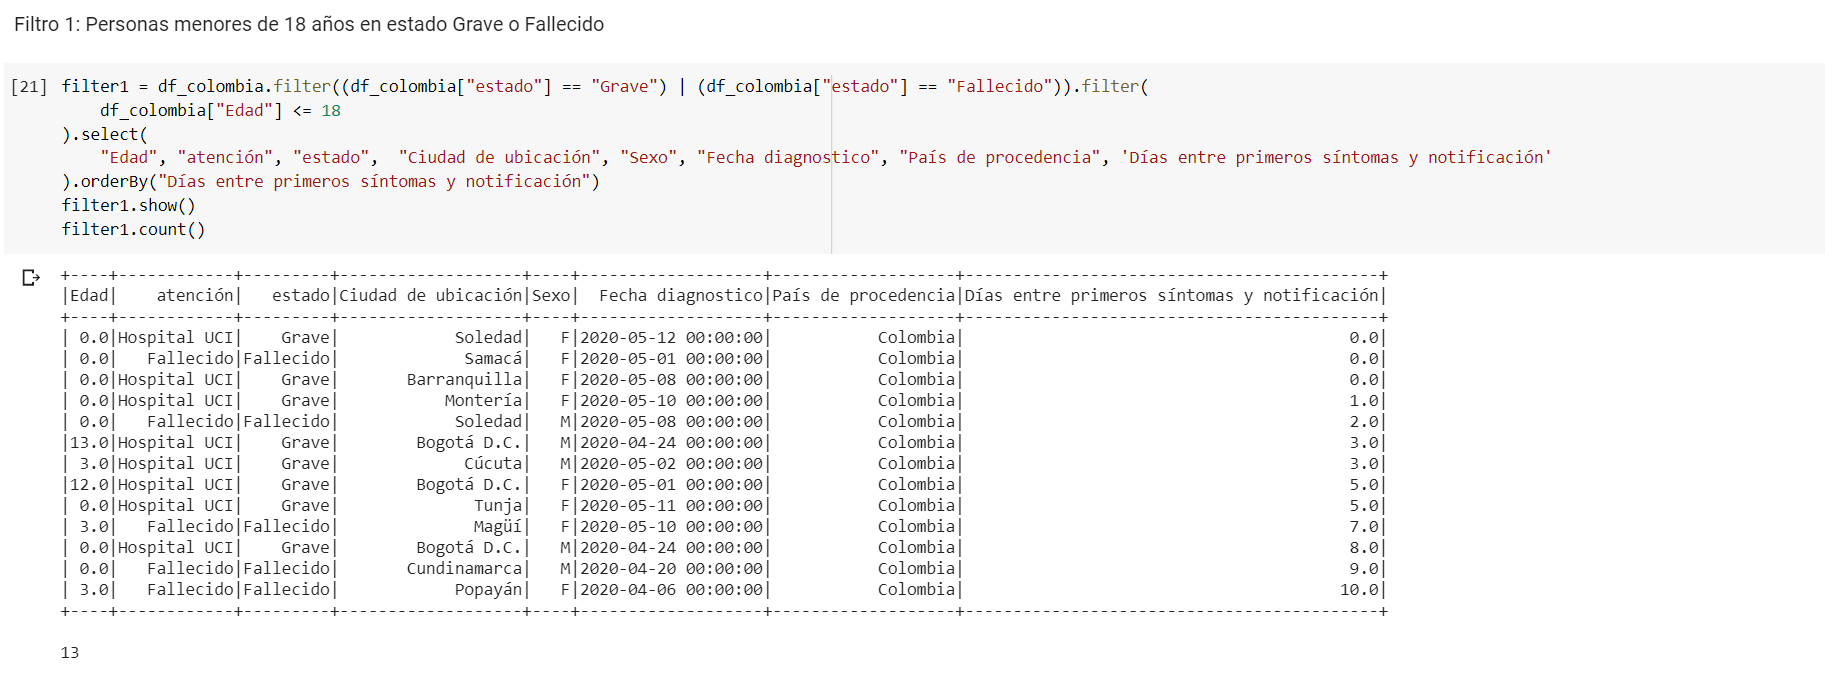 Filtro 1: Personas menores de 18 años en estado Grave o Fallecido
[21] filter1 = df_colombia.filter((df_colombia["estado"] == "Grave") | (df_colombia["estado"] == "Fallecido")).filter(
    df_colombia["Edad"] <= 18
).select(
    "Edad", "atención", "estado",  "Ciudad de ubicación", "Sexo", "Fecha diagnostico", "País de procedencia", 'Días entre primeros síntomas y notificación'
).orderBy("Días entre primeros síntomas y notificación")
filter1.show()
filter1.count()
+----+------------+---------+-------------------+----+-------------------+-------------------+-------------------------------------------+
|Edad|    atención|   estado|Ciudad de ubicación|Sexo|  Fecha diagnostico|País de procedencia|Días entre primeros síntomas y notificación|
+----+------------+---------+-------------------+----+-------------------+-------------------+-------------------------------------------+
| 0.0|Hospital UCI|    Grave|            Soledad|   F|2020-05-12 00:00:00|           Colombia|                                        0.0|
| 0.0|   Fallecido|Fallecido|             Samacá|   F|2020-05-01 00:00:00|           Colombia|                                        0.0|
| 0.0|Hospital UCI|    Grave|       Barranquilla|   F|2020-05-08 00:00:00|           Colombia|                                        0.0|
| 0.0|Hospital UCI|    Grave|           Montería|   F|2020-05-10 00:00:00|           Colombia|                                        1.0|
| 0.0|   Fallecido|Fallecido|            Soledad|   M|2020-05-08 00:00:00|           Colombia|                                        2.0|
|13.0|Hospital UCI|    Grave|        Bogotá D.C.|   M|2020-04-24 00:00:00|           Colombia|                                        3.0|
| 3.0|Hospital UCI|    Grave|             Cúcuta|   M|2020-05-02 00:00:00|           Colombia|                                        3.0|
|12.0|Hospital UCI|    Grave|        Bogotá D.C.|   F|2020-05-01 00:00:00|           Colombia|                                        5.0|
| 0.0|Hospital UCI|    Grave|              Tunja|   F|2020-05-11 00:00:00|           Colombia|                                        5.0|
| 3.0|   Fallecido|Fallecido|             Magüí|   F|2020-05-10 00:00:00|           Colombia|                                        7.0|
| 0.0|Hospital UCI|    Grave|        Bogotá D.C.|   M|2020-04-24 00:00:00|           Colombia|                                        8.0|
| 0.0|   Fallecido|Fallecido|       Cundinamarca|   M|2020-04-20 00:00:00|           Colombia|                                        9.0|
| 3.0|   Fallecido|Fallecido|            Popayán|   F|2020-04-06 00:00:00|           Colombia|                                       10.0|
+----+------------+---------+-------------------+----+-------------------+-------------------+-------------------------------------------+
13